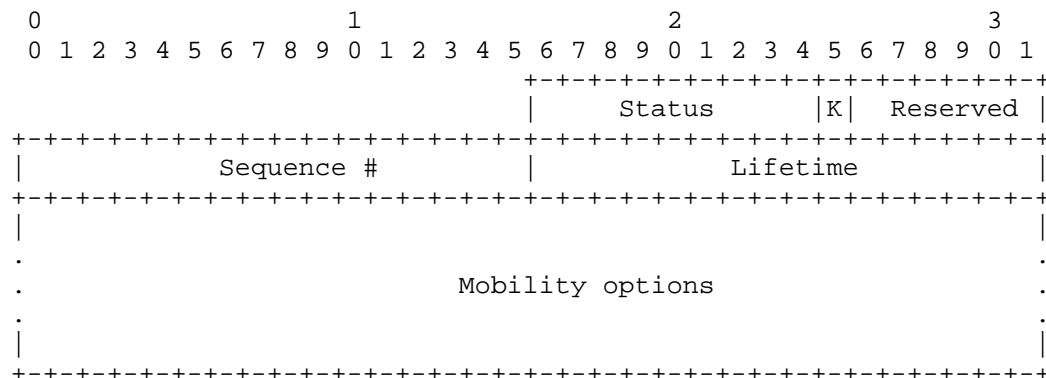 0                   1                   2                   3
 0 1 2 3 4 5 6 7 8 9 0 1 2 3 4 5 6 7 8 9 0 1 2 3 4 5 6 7 8 9 0 1
                                +-+-+-+-+-+-+-+-+-+-+-+-+-+-+-+-+
                                |     Status      |K|  Reserved |
+-+-+-+-+-+-+-+-+-+-+-+-+-+-+-+-+-+-+-+-+-+-+-+-+-+-+-+-+-+-+-+-+
|            Sequence #         |            Lifetime           |
+-+-+-+-+-+-+-+-+-+-+-+-+-+-+-+-+-+-+-+-+-+-+-+-+-+-+-+-+-+-+-+-+
|                                                               |
.                                                               .
.                           Mobility options                    .
.                                                               .
|                                                               |
+-+-+-+-+-+-+-+-+-+-+-+-+-+-+-+-+-+-+-+-+-+-+-+-+-+-+-+-+-+-+-+-+